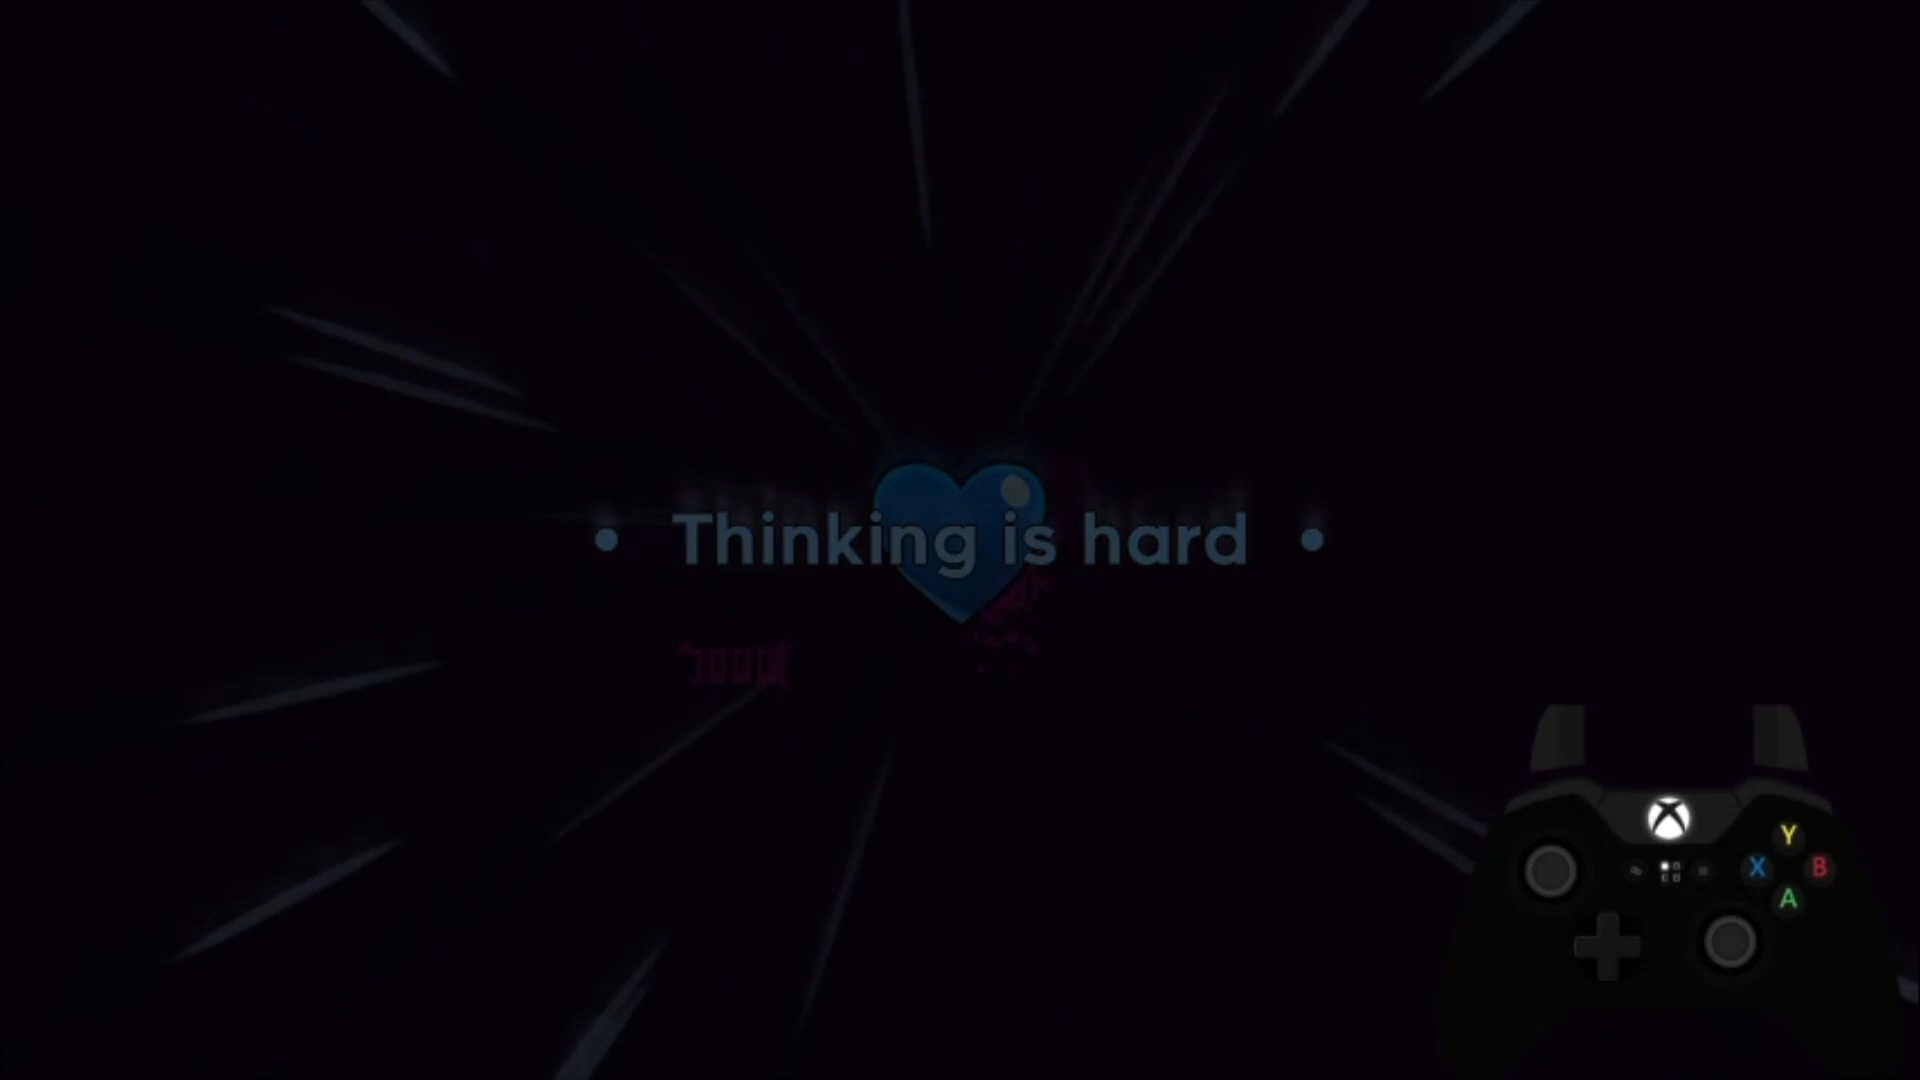 • Thinking is hard •
Y
X B
A